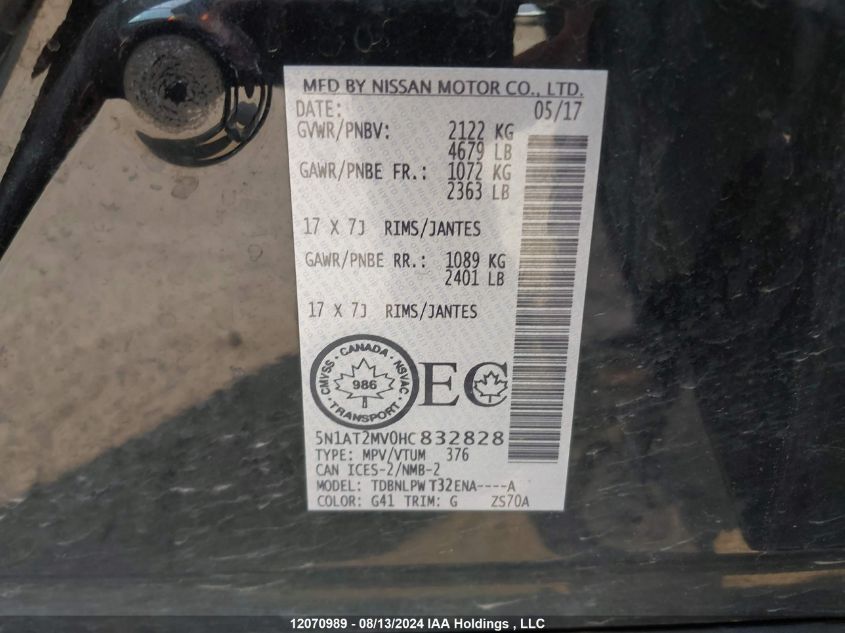 MFD BY NISSAN MOTOR CO., LTD.
DATE: 05/17
GVWR/PNBV: 2122 KG
4679 LB
GAWR/PNBE FR.: 1072 KG
2363 LB
17 X 7J RIMS/JANTES
GAWR/PNBE RR.: 1089 KG
2401 LB
17 X 7J RIMS/JANTES
CMVSS · CANADA · NSVAC
986
TRANSPORT
EC
5N1AT2MV0HC832828
TYPE: MPV/VTUM 376
CAN ICES-2/NMB-2
MODEL: TDBNLPW T32ENA----A
COLOR: G41 TRIM: G ZS70A
12070989 - 08/13/2024 IAA Holdings , LLC